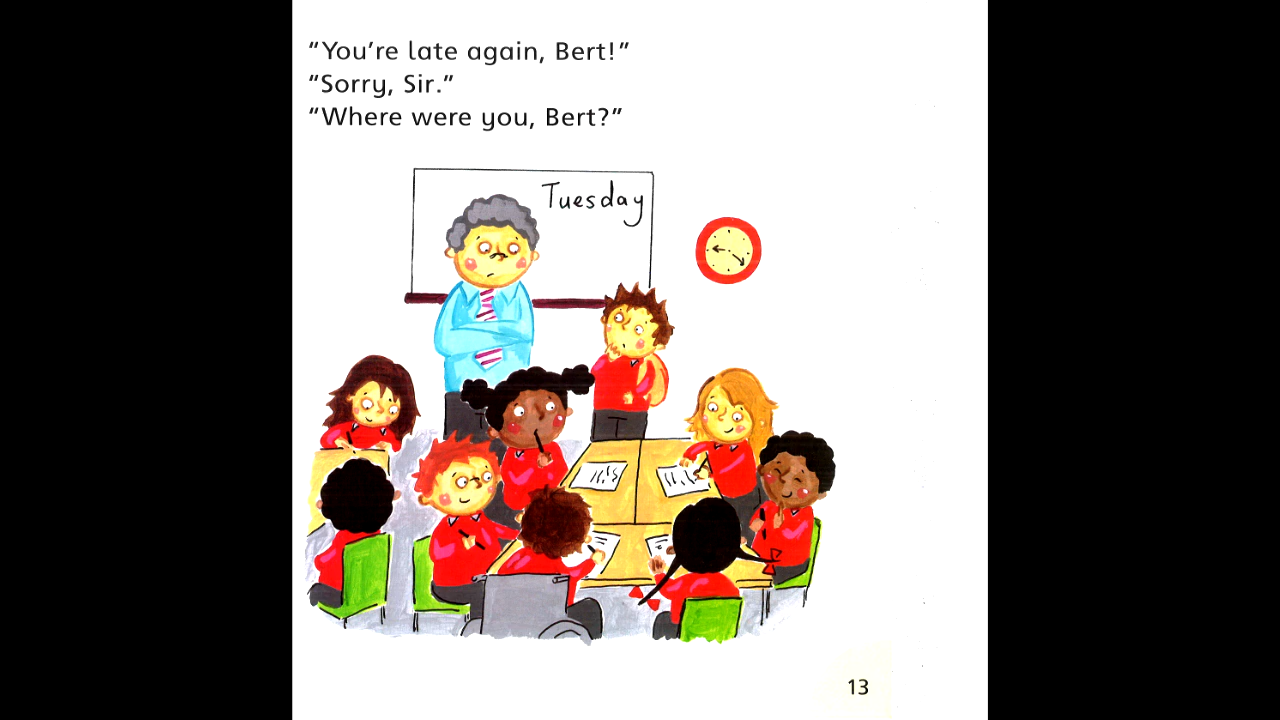 “You’re late again, Bert!”
“Sorry, Sir.”
“Where were you, Bert?”
Tuesday
13